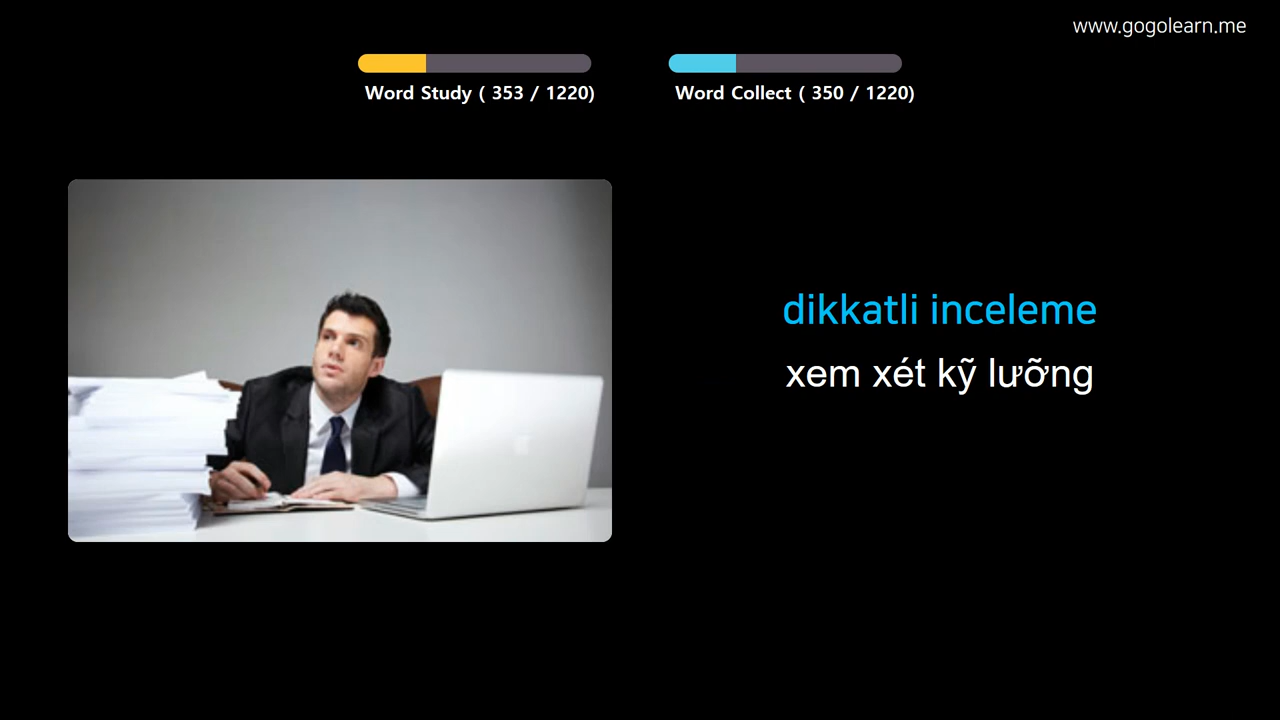 www.gogolearn.me
Word Study ( 353 / 1220)
Word Collect ( 350 / 1220)
dikkatli inceleme
xem xét kỹ lưỡng